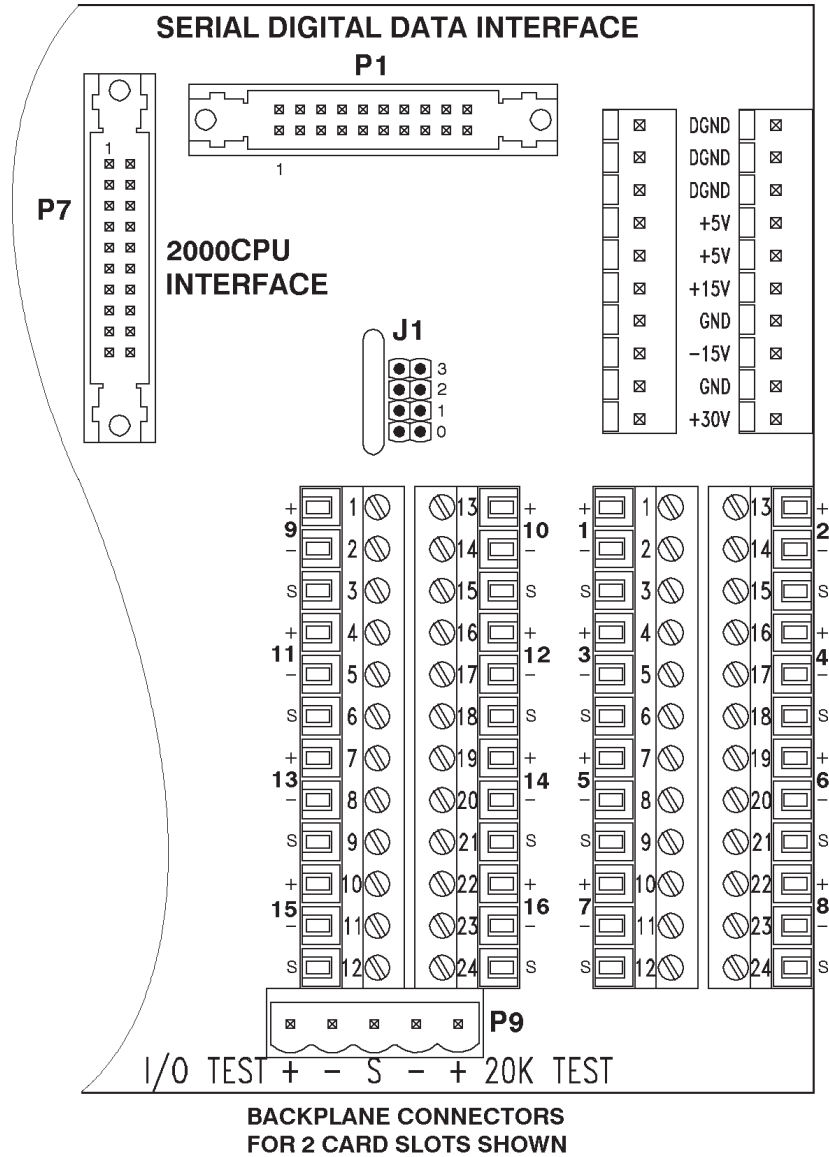 SERIAL DIGITAL DATA INTERFACE
P1
1
P7
1
2000CPU
INTERFACE
J1
3
2
1
0
DGND
DGND
DGND
+5V
+5V
+15V
GND
-15V
GND
+30V
+ 1 13 + + 1 13 +
9 10 1 2
- 2 14 - - 2 14 -
S 3 15 S S 3 15 S
+ 4 16 + + 4 16 +
11 12 3 4
- 5 17 - - 5 17 -
S 6 18 S S 6 18 S
+ 7 19 + + 7 19 +
13 14 5 6
- 8 20 - - 8 20 -
S 9 21 S S 9 21 S
+ 10 22 + + 10 22 +
15 16 7 8
- 11 23 - - 11 23 -
S 12 24 S S 12 24 S
P9
I/O TEST + - S - + 20K TEST
BACKPLANE CONNECTORS
FOR 2 CARD SLOTS SHOWN